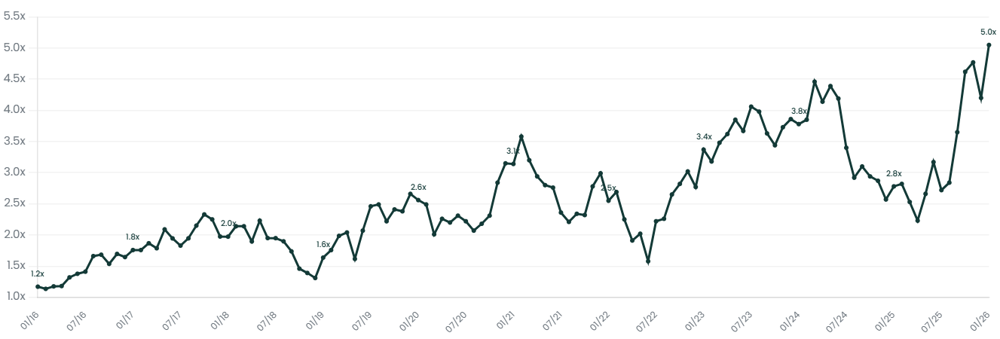 5.5x
5.0x
4.5x
4.0x
3.5x
3.0x
2.5x
2.0x
1.5x
1.0x
1.2x
1.8x
2.0x
1.6x
2.6x
3.1x
2.5x
3.4x
3.8x
2.8x
5.0x
01/16
07/16
01/17
07/17
01/18
07/18
01/19
07/19
01/20
07/20
01/21
07/21
01/22
07/22
01/23
07/23
01/24
07/24
01/25
07/25
01/26